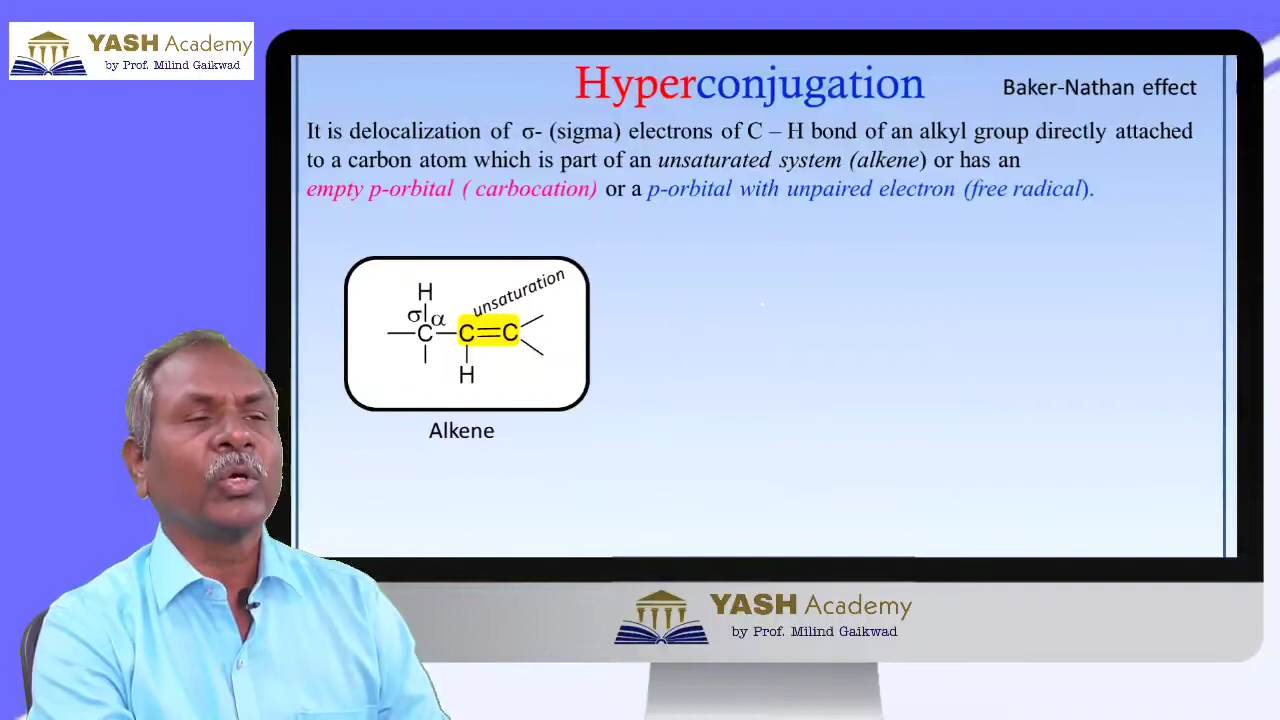 YASH Academy
by Prof. Milind Gaikwad
Hyperconjugation
Baker-Nathan effect
It is delocalization of σ- (sigma) electrons of C – H bond of an alkyl group directly attached
to a carbon atom which is part of an unsaturated system (alkene) or has an
empty p-orbital ( carbocation) or a p-orbital with unpaired electron (free radical).
unsaturation
H
σ α
C C C
H
Alkene
YASH Academy
by Prof. Milind Gaikwad